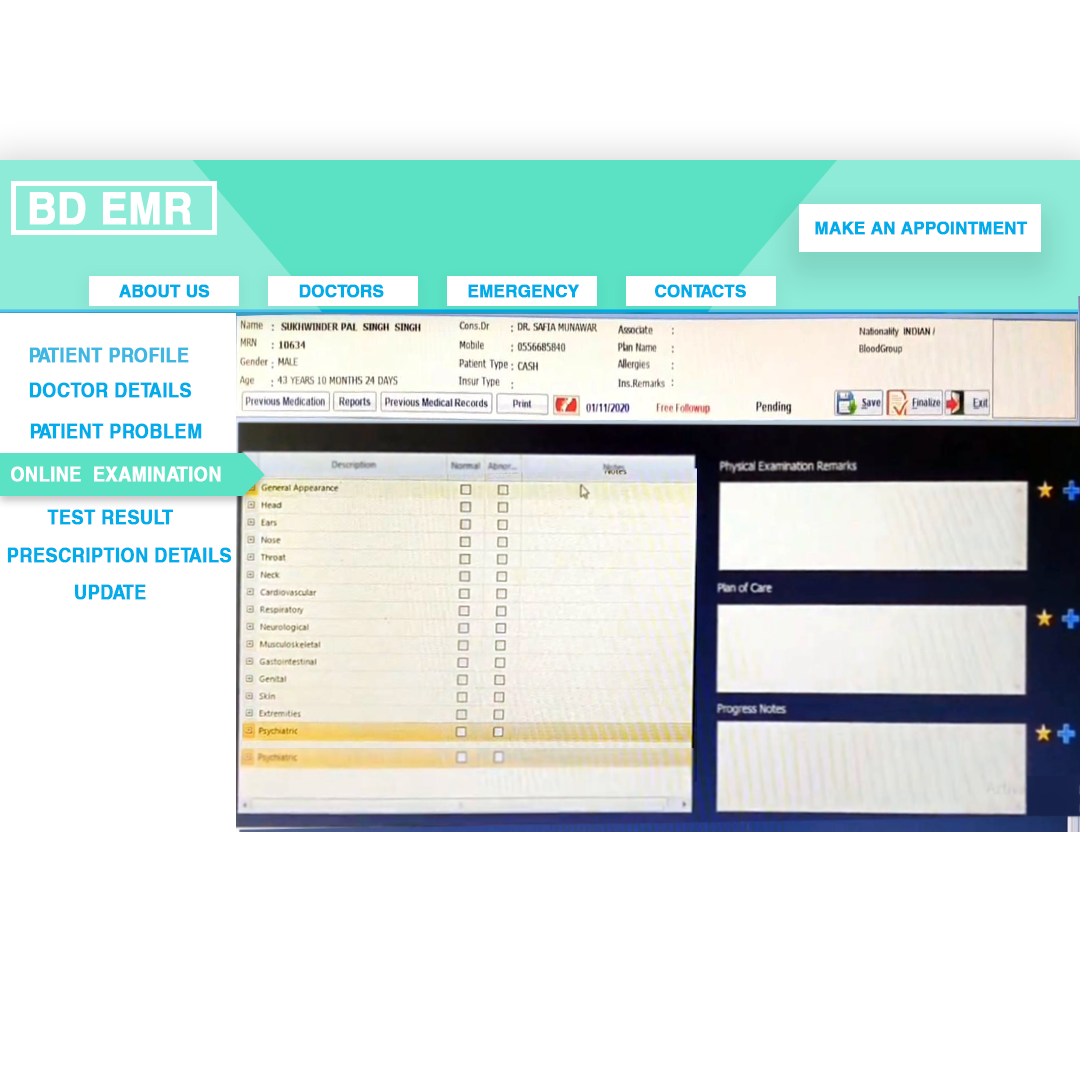 BD EMR
MAKE AN APPOINTMENT
ABOUT US DOCTORS EMERGENCY CONTACTS
PATIENT PROFILE
DOCTOR DETAILS
PATIENT PROBLEM
ONLINE EXAMINATION
TEST RESULT
PRESCRIPTION DETAILS
UPDATE
Name : SUKHWINDER PAL SINGH SINGH Cons.Dr : DR. SAFIA MUNAWAR Associate : Nationality INDIAN /
MRN : 10634 Mobile : 0556685840 Plan Name : BloodGroup
Gender : MALE Patient Type : CASH Allergies :
Age : 43 YEARS 10 MONTHS 24 DAYS Insur Type : Ins.Remarks :
Previous Medication Reports Previous Medical Records Print 01/11/2020 Free Followup Pending Save Finalize Exit
Description Normal Abnor... Notes
General Appearance
Head
Ears
Nose
Throat
Neck
Cardiovascular
Respiratory
Neurological
Musculoskeletal
Gastointestinal
Genital
Skin
Extremities
Psychiatric
Psychiatric
Physical Examination Remarks
Plan of Care
Progress Notes